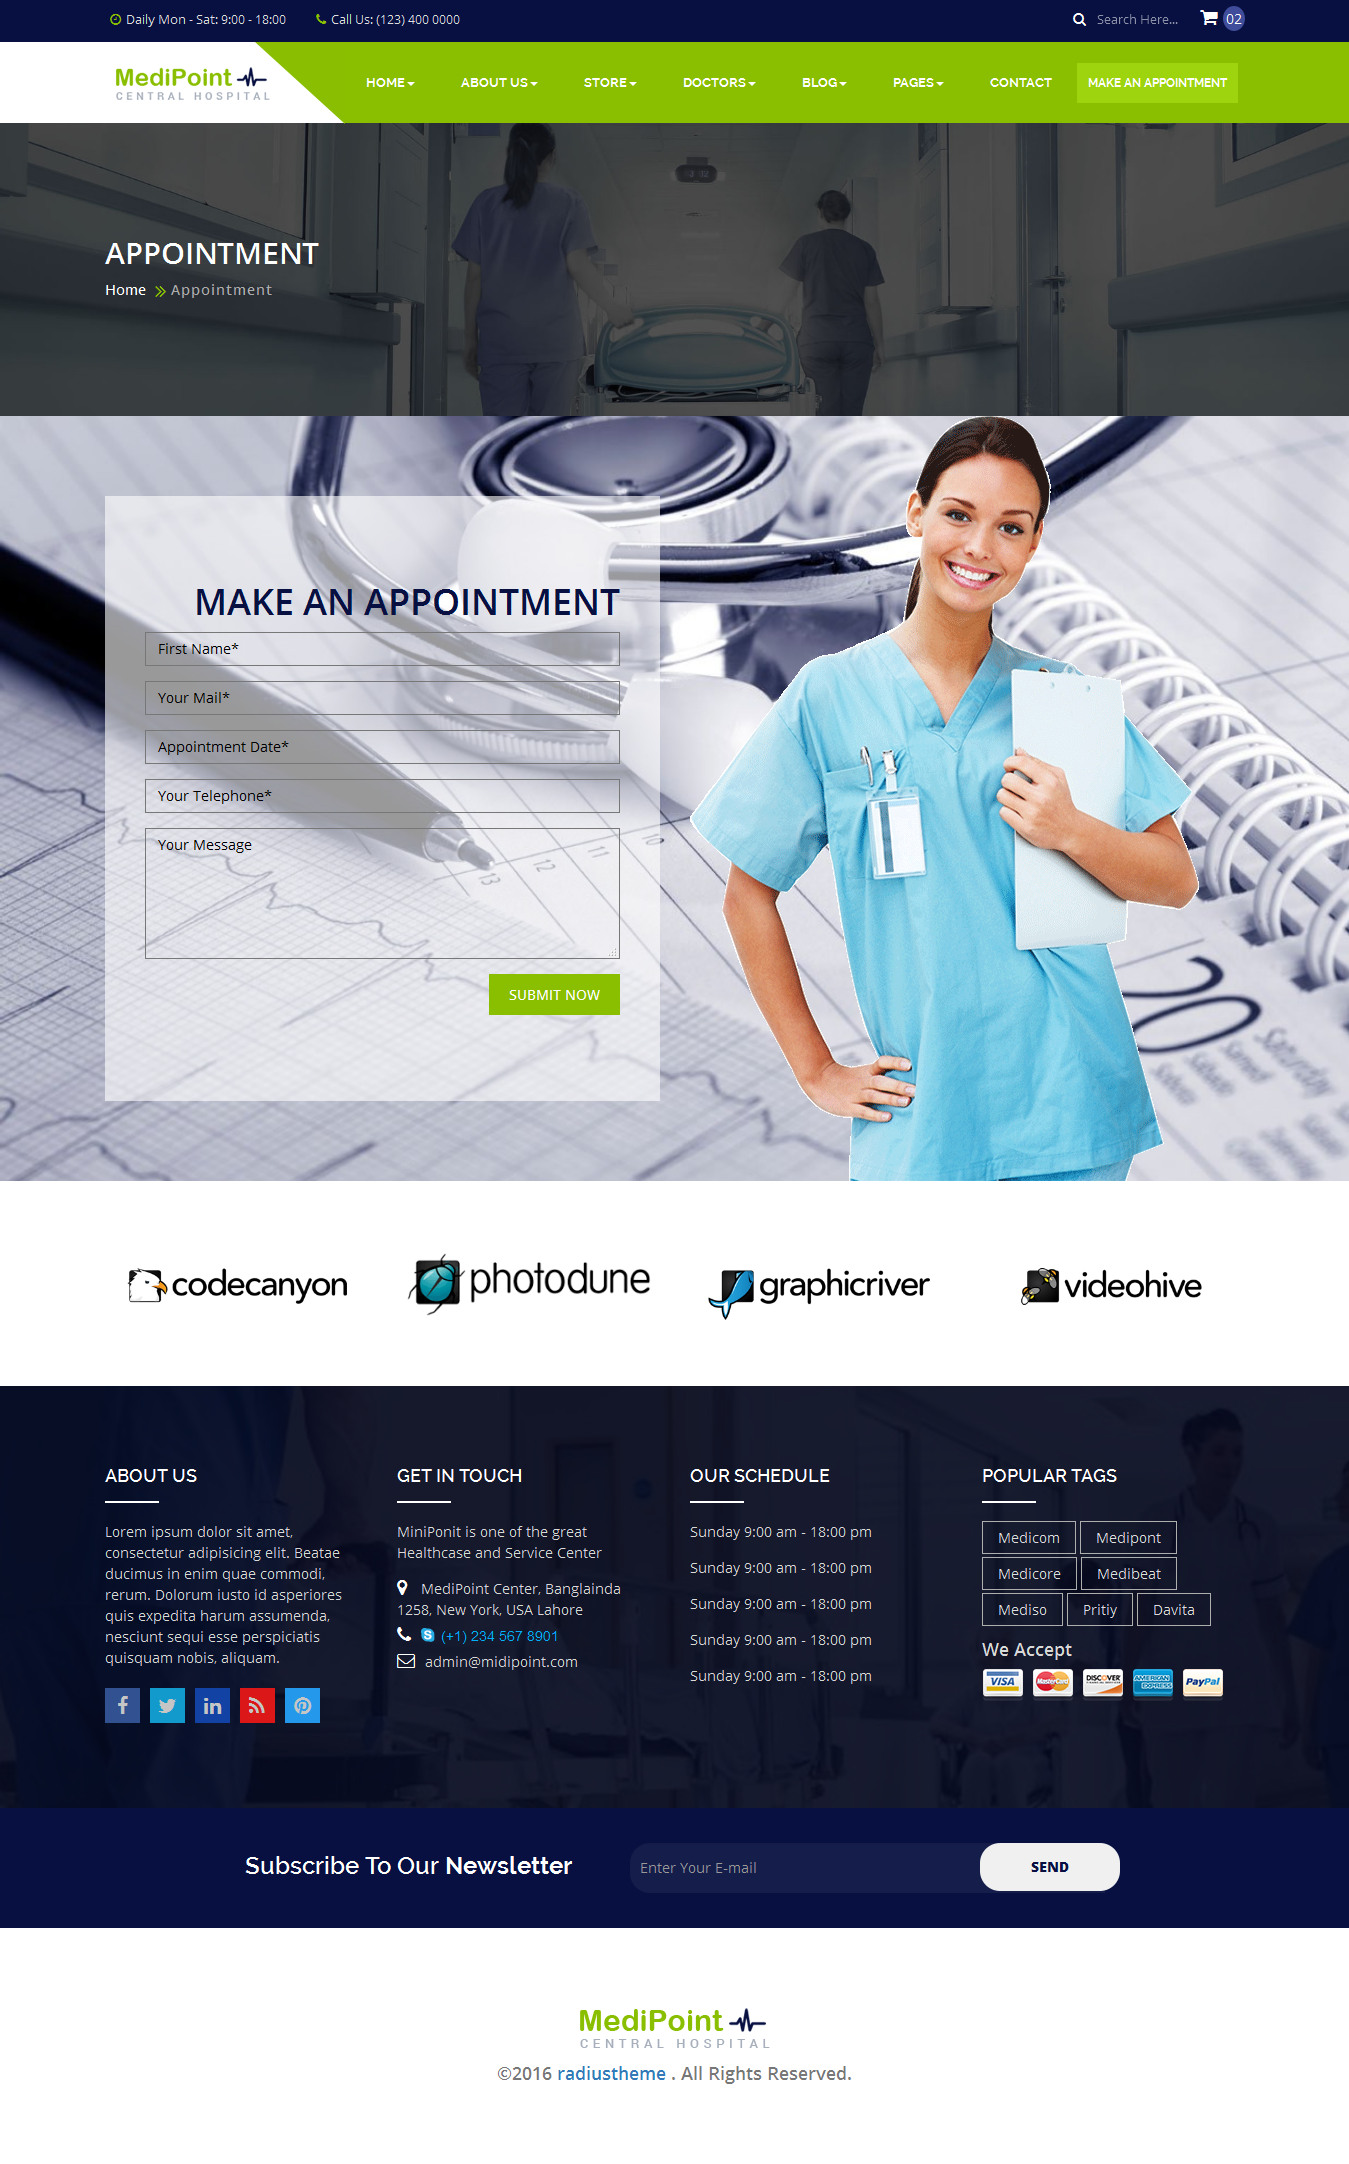 Daily Mon - Sat: 9:00 - 18:00
Call Us: (123) 400 0000
Search Here...
02
MediPoint
CENTRAL HOSPITAL
HOME
ABOUT US
STORE
DOCTORS
BLOG
PAGES
CONTACT
MAKE AN APPOINTMENT
APPOINTMENT
Home
Appointment
MAKE AN APPOINTMENT
First Name*
Your Mail*
Appointment Date*
Your Telephone*
Your Message
10
11
12
13
SUBMIT NOW
Saturday
codecanyon
photodune
graphicriver
videohive
ABOUT US
Lorem ipsum dolor sit amet,
consectetur adipisicing elit. Beatae
ducimus in enim quae commodi,
rerum. Dolorum iusto id asperiores
quis expedita harum assumenda,
nesciunt sequi esse perspiciatis
quisquam nobis, aliquam.
GET IN TOUCH
MiniPonit is one of the great
Healthcase and Service Center
MediPoint Center, Banglainda
1258, New York, USA Lahore
(+1) 234 567 8901
admin@midipoint.com
OUR SCHEDULE
Sunday 9:00 am - 18:00 pm
Sunday 9:00 am - 18:00 pm
Sunday 9:00 am - 18:00 pm
Sunday 9:00 am - 18:00 pm
Sunday 9:00 am - 18:00 pm
POPULAR TAGS
Medicom
Medipont
Medicore
Medibeat
Mediso
Pritiy
Davita
We Accept
VISA
MasterCard
DISCOVER
AMERICAN EXPRESS
PayPal
Subscribe To Our Newsletter
Enter Your E-mail
SEND
MediPoint
CENTRAL HOSPITAL
©2016 radiustheme . All Rights Reserved.